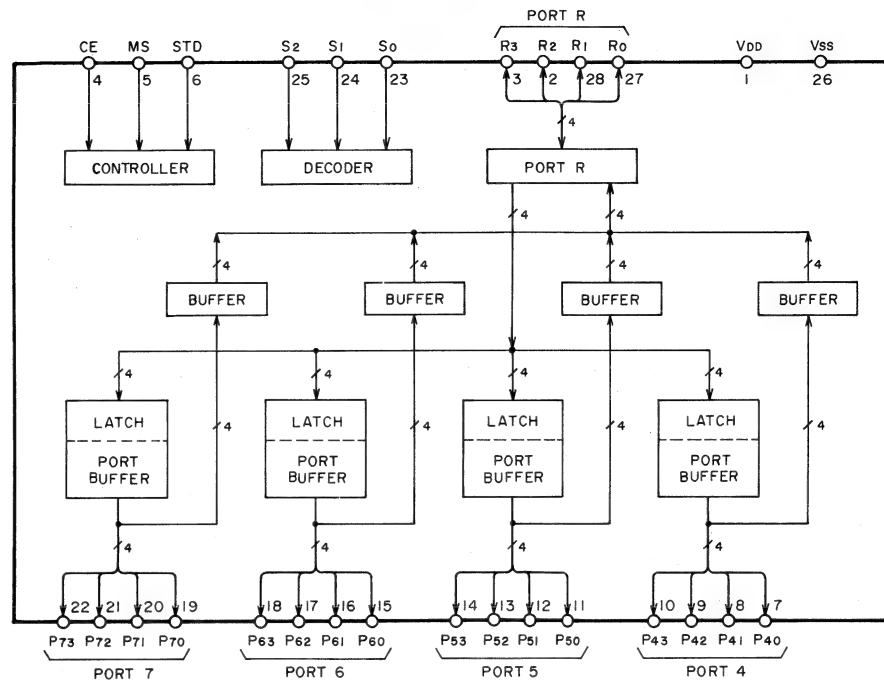 PORT R
CE MS STD S2 S1 S0 R3 R2 R1 R0 VDD VSS
4 5 6 25 24 23 3 2 28 27 1 26
4
CONTROLLER DECODER PORT R
4 4
4 4 4 4
BUFFER BUFFER BUFFER BUFFER
4 4 4 4
LATCH LATCH LATCH LATCH
4 4 4 4
PORT PORT PORT PORT
BUFFER BUFFER BUFFER BUFFER
4 4 4 4
22 21 20 19 18 17 16 15 14 13 12 11 10 9 8 7
P73 P72 P71 P70 P63 P62 P61 P60 P53 P52 P51 P50 P43 P42 P41 P40
PORT 7 PORT 6 PORT 5 PORT 4